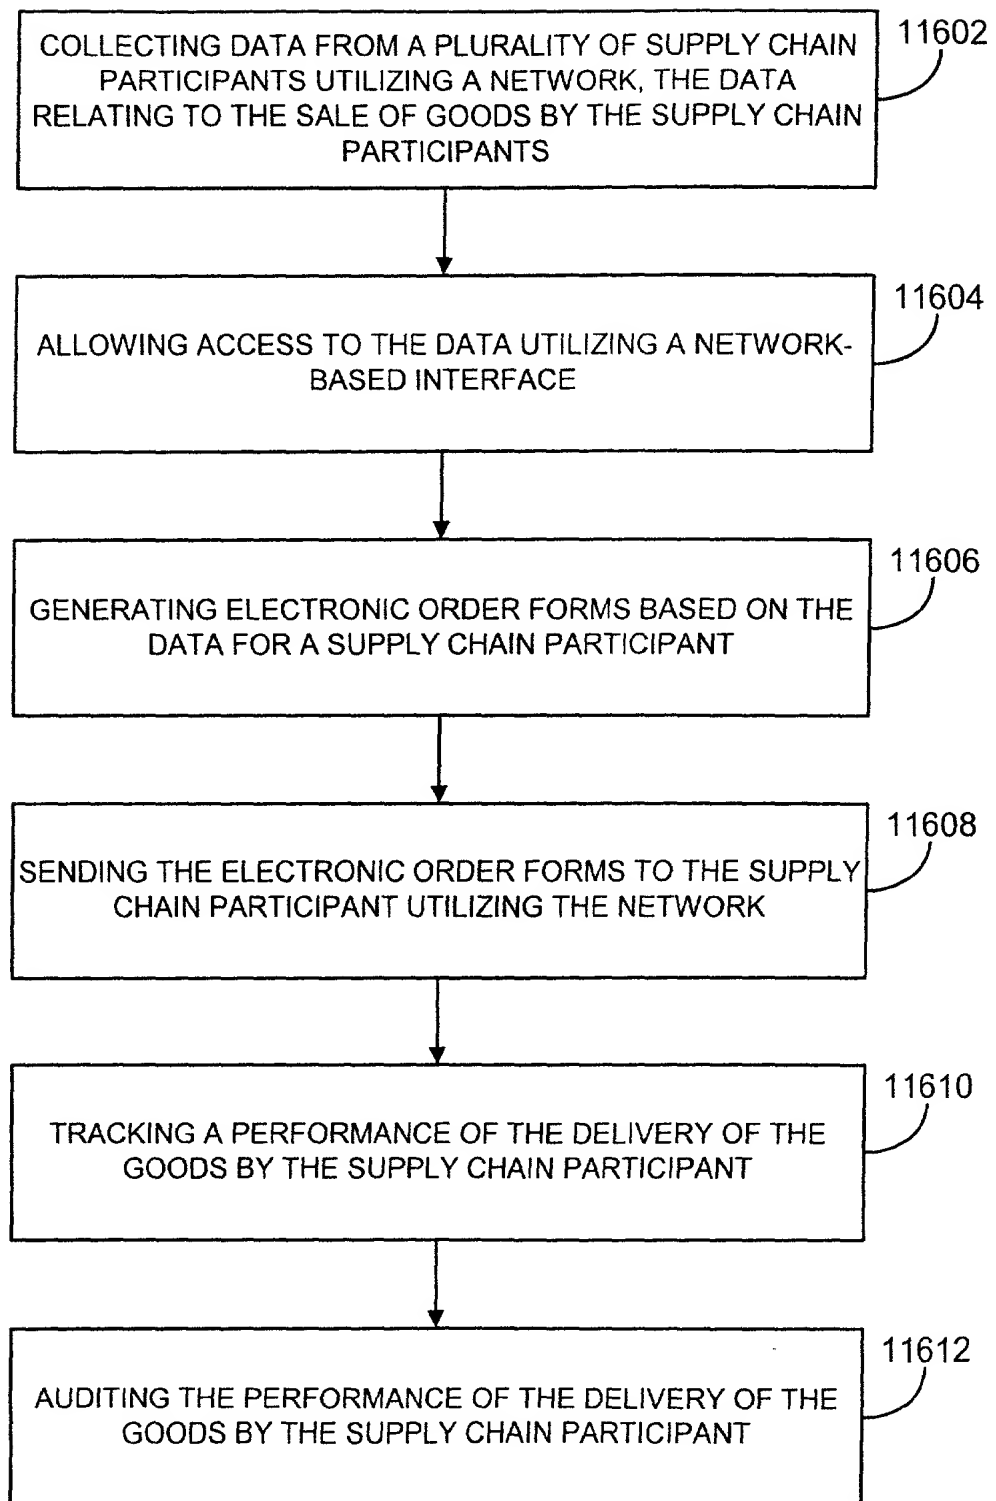 COLLECTING DATA FROM A PLURALITY OF SUPPLY CHAIN
PARTICIPANTS UTILIZING A NETWORK, THE DATA
RELATING TO THE SALE OF GOODS BY THE SUPPLY CHAIN
PARTICIPANTS
11602
ALLOWING ACCESS TO THE DATA UTILIZING A NETWORK-
BASED INTERFACE
11604
GENERATING ELECTRONIC ORDER FORMS BASED ON THE
DATA FOR A SUPPLY CHAIN PARTICIPANT
11606
SENDING THE ELECTRONIC ORDER FORMS TO THE SUPPLY
CHAIN PARTICIPANT UTILIZING THE NETWORK
11608
TRACKING A PERFORMANCE OF THE DELIVERY OF THE
GOODS BY THE SUPPLY CHAIN PARTICIPANT
11610
AUDITING THE PERFORMANCE OF THE DELIVERY OF THE
GOODS BY THE SUPPLY CHAIN PARTICIPANT
11612